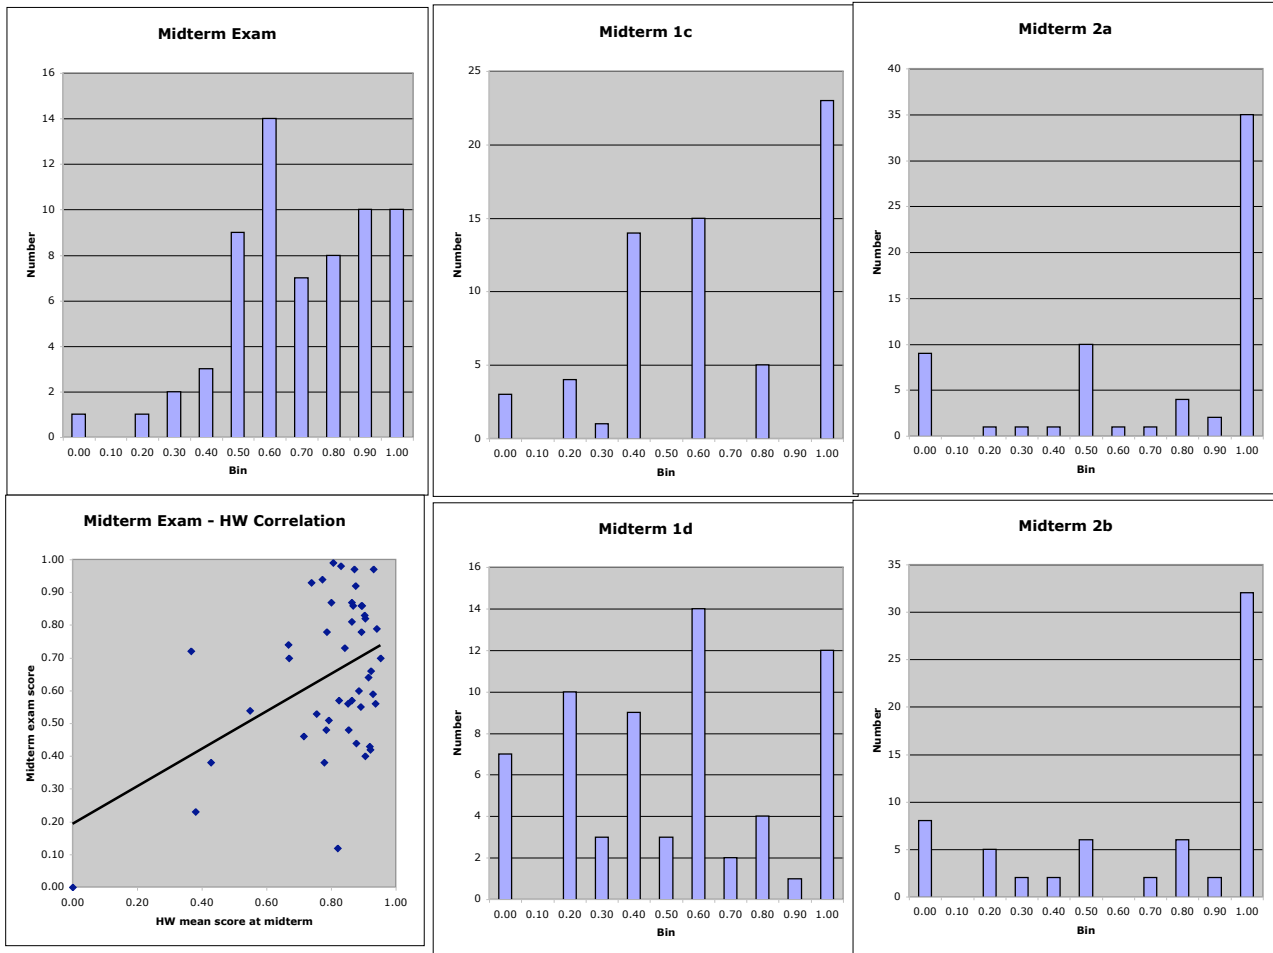 Midterm Exam
16
14
12
10
8
6
4
2
0
Number
0.00 0.10 0.20 0.30 0.40 0.50 0.60 0.70 0.80 0.90 1.00
Bin
Midterm 1c
25
20
15
10
5
0
Number
0.00 0.10 0.20 0.30 0.40 0.50 0.60 0.70 0.80 0.90 1.00
Bin
Midterm 2a
40
35
30
25
20
15
10
5
0
Number
0.00 0.10 0.20 0.30 0.40 0.50 0.60 0.70 0.80 0.90 1.00
Bin
Midterm Exam - HW Correlation
1.00
0.90
0.80
0.70
0.60
0.50
0.40
0.30
0.20
0.10
0.00
Midterm exam score
0.00 0.20 0.40 0.60 0.80 1.00
HW mean score at midterm
Midterm 1d
16
14
12
10
8
6
4
2
0
Number
0.00 0.10 0.20 0.30 0.40 0.50 0.60 0.70 0.80 0.90 1.00
Bin
Midterm 2b
35
30
25
20
15
10
5
0
Number
0.00 0.10 0.20 0.30 0.40 0.50 0.60 0.70 0.80 0.90 1.00
Bin